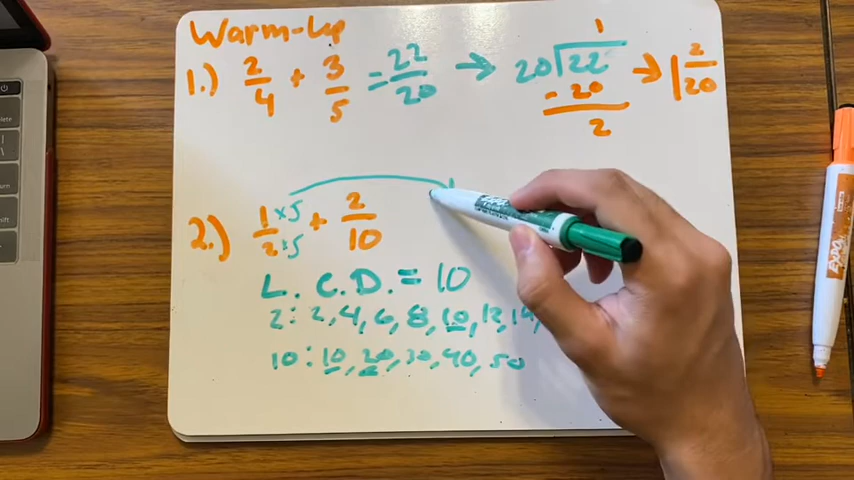 Warm-Up
1.) 2/4 + 3/5 = 22/20 → 20)22 1 → 1 2/20
- 20
2
2.) 1/2 ×5 ×5 + 2/10
L.C.D. = 10
2: 2, 4, 6, 8, 10, 12, 14,
10: 10, 20, 30, 40, 50
EXPO